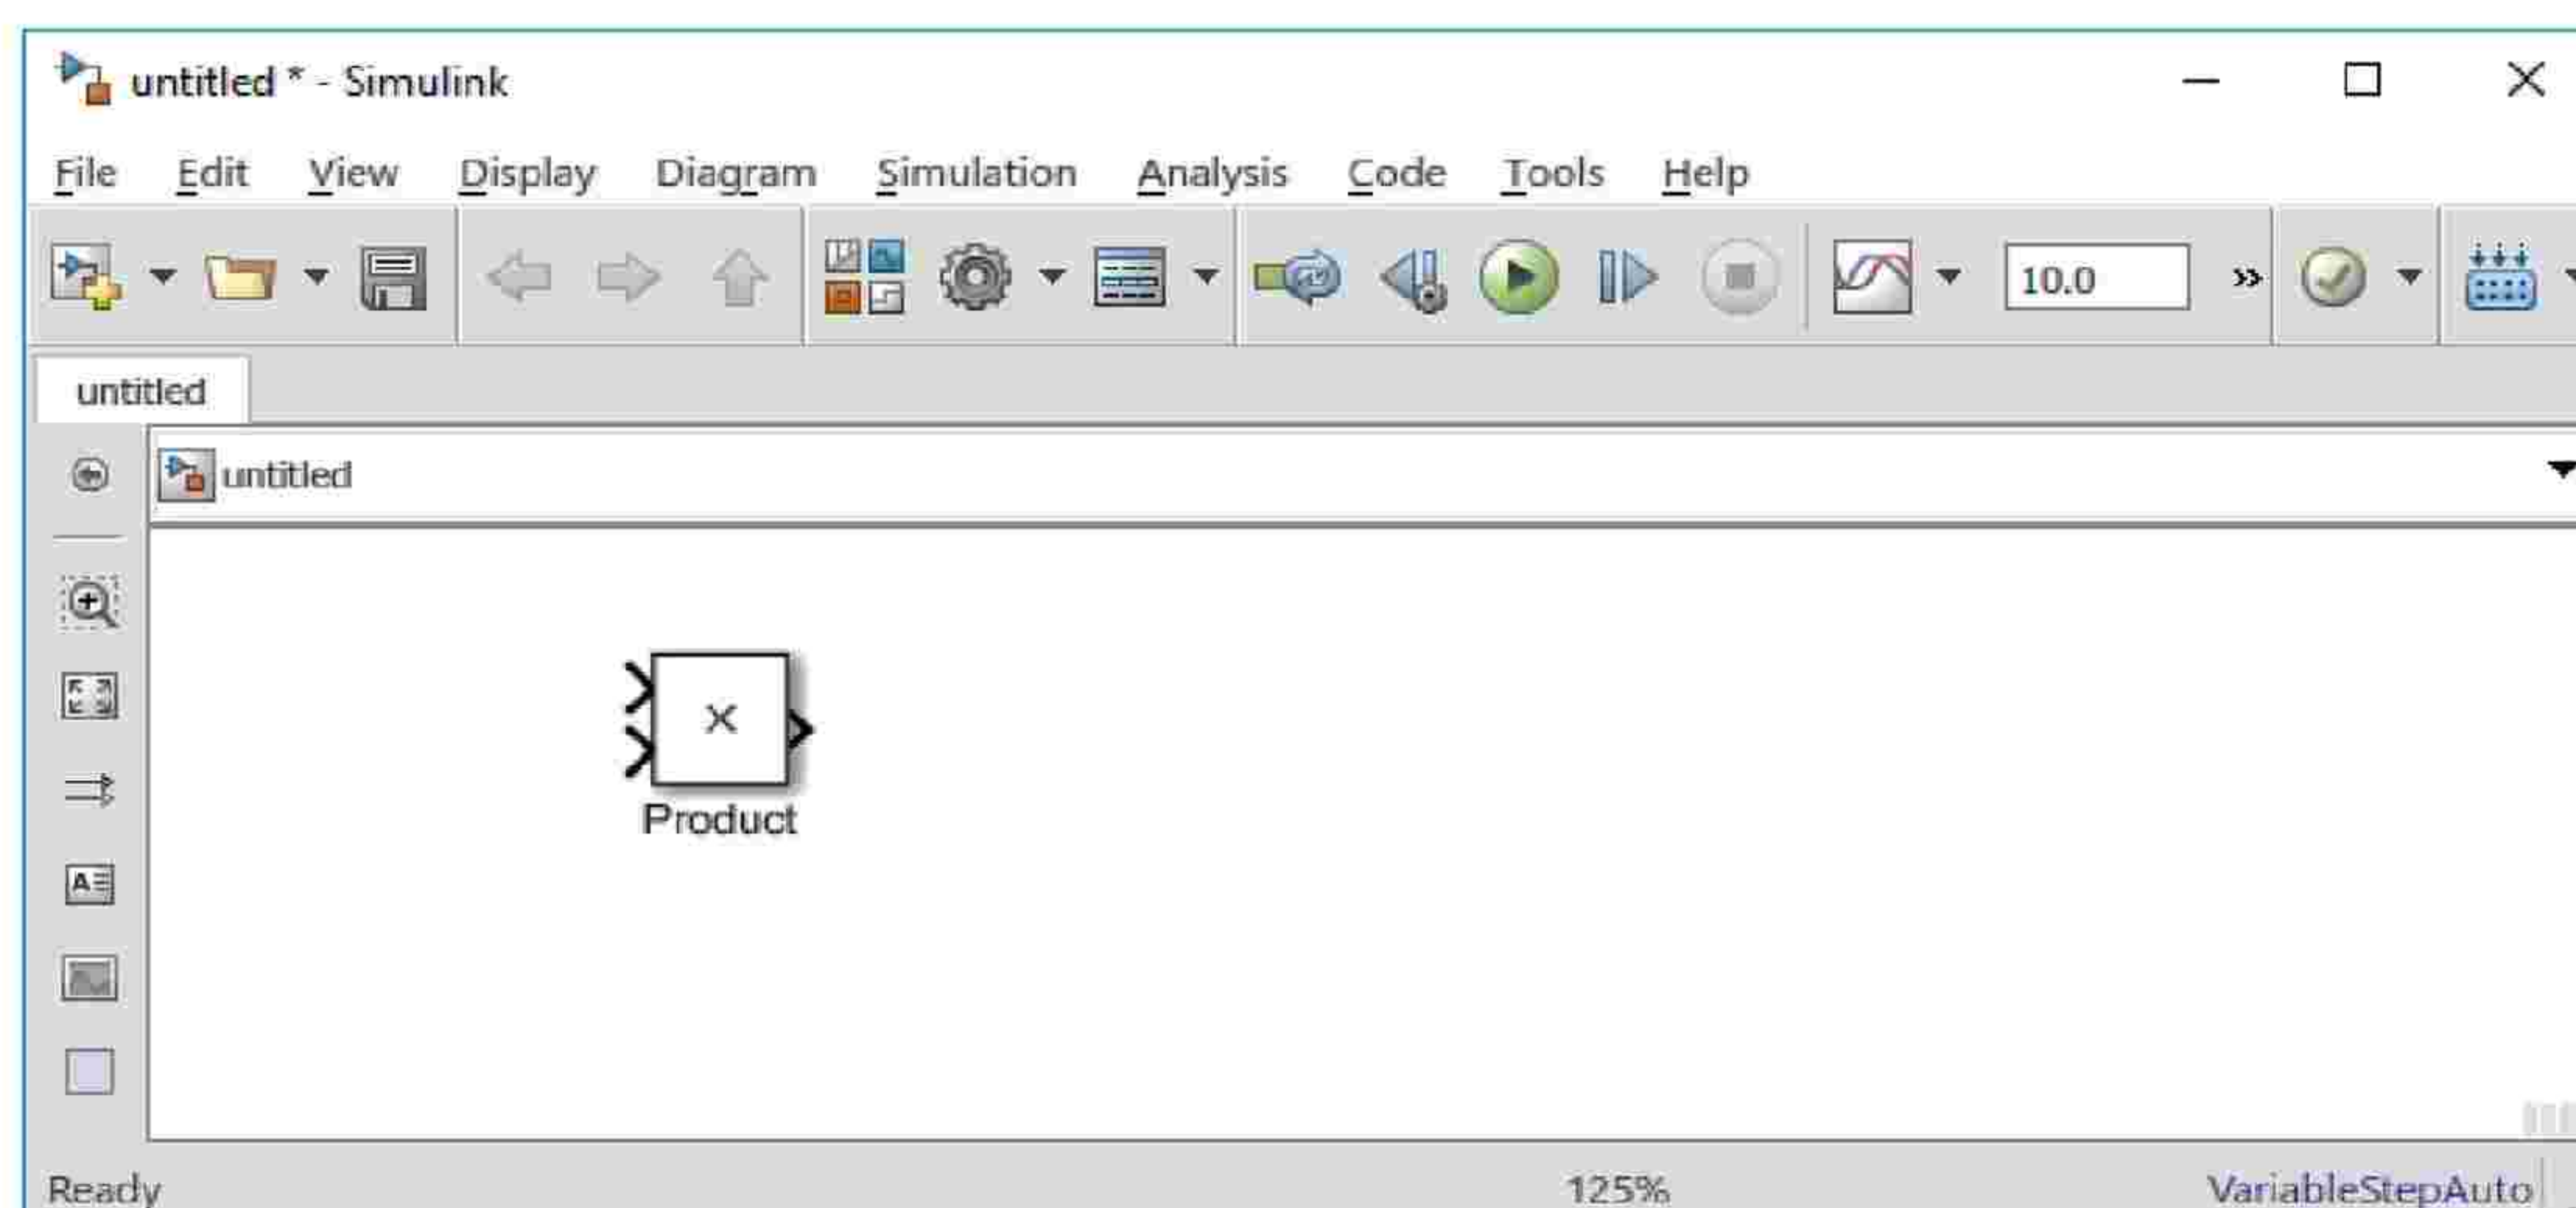 untitled * - Simulink
File Edit View Display Diagram Simulation Analysis Code Tools Help
10.0 »
untitled
untitled
×
Product
Ready 125% VariableStepAuto